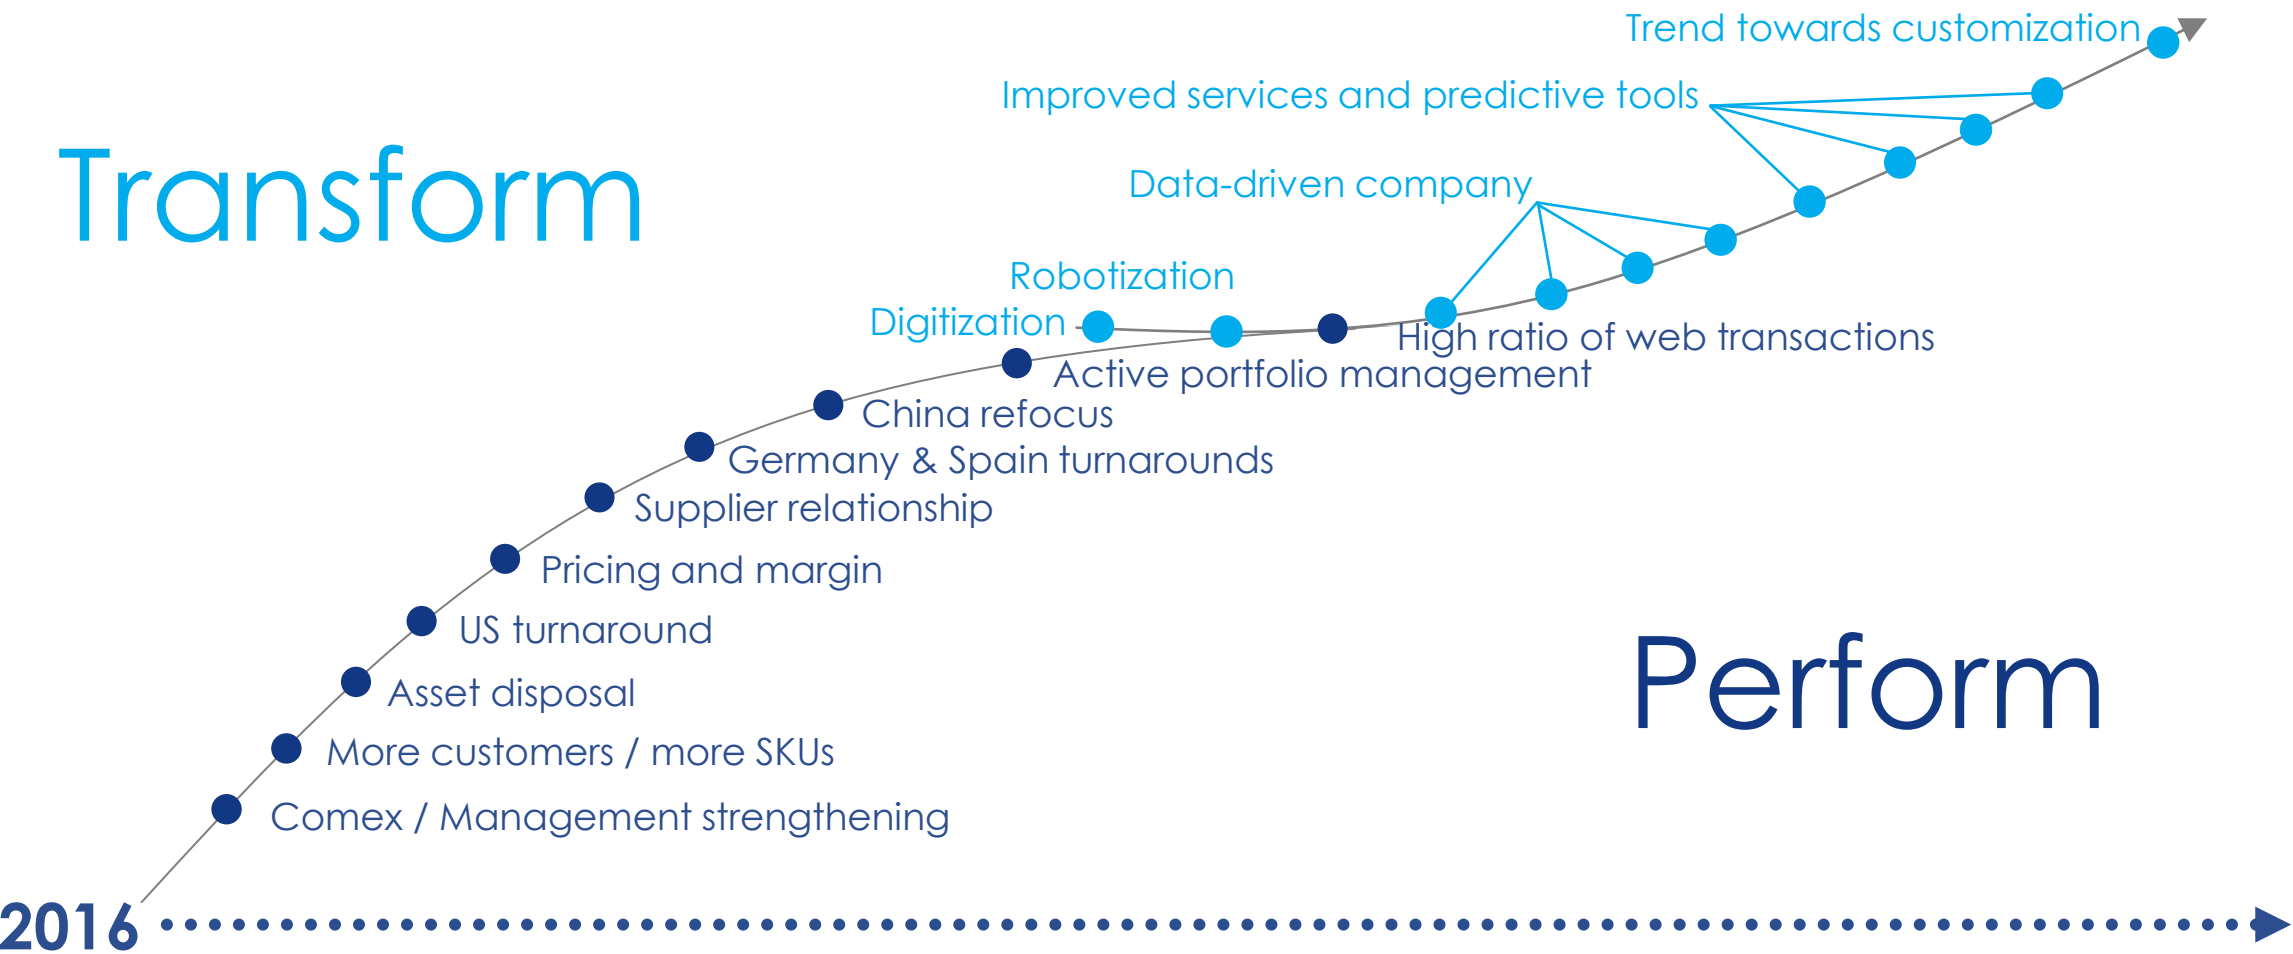 Trend towards customization
Improved services and predictive tools
Transform
Data-driven company
Robotization
Digitization
High ratio of web transactions
Active portfolio management
China refocus
Germany & Spain turnarounds
Supplier relationship
Pricing and margin
US turnaround
Perform
Asset disposal
More customers / more SKUs
Comex / Management strengthening
2016